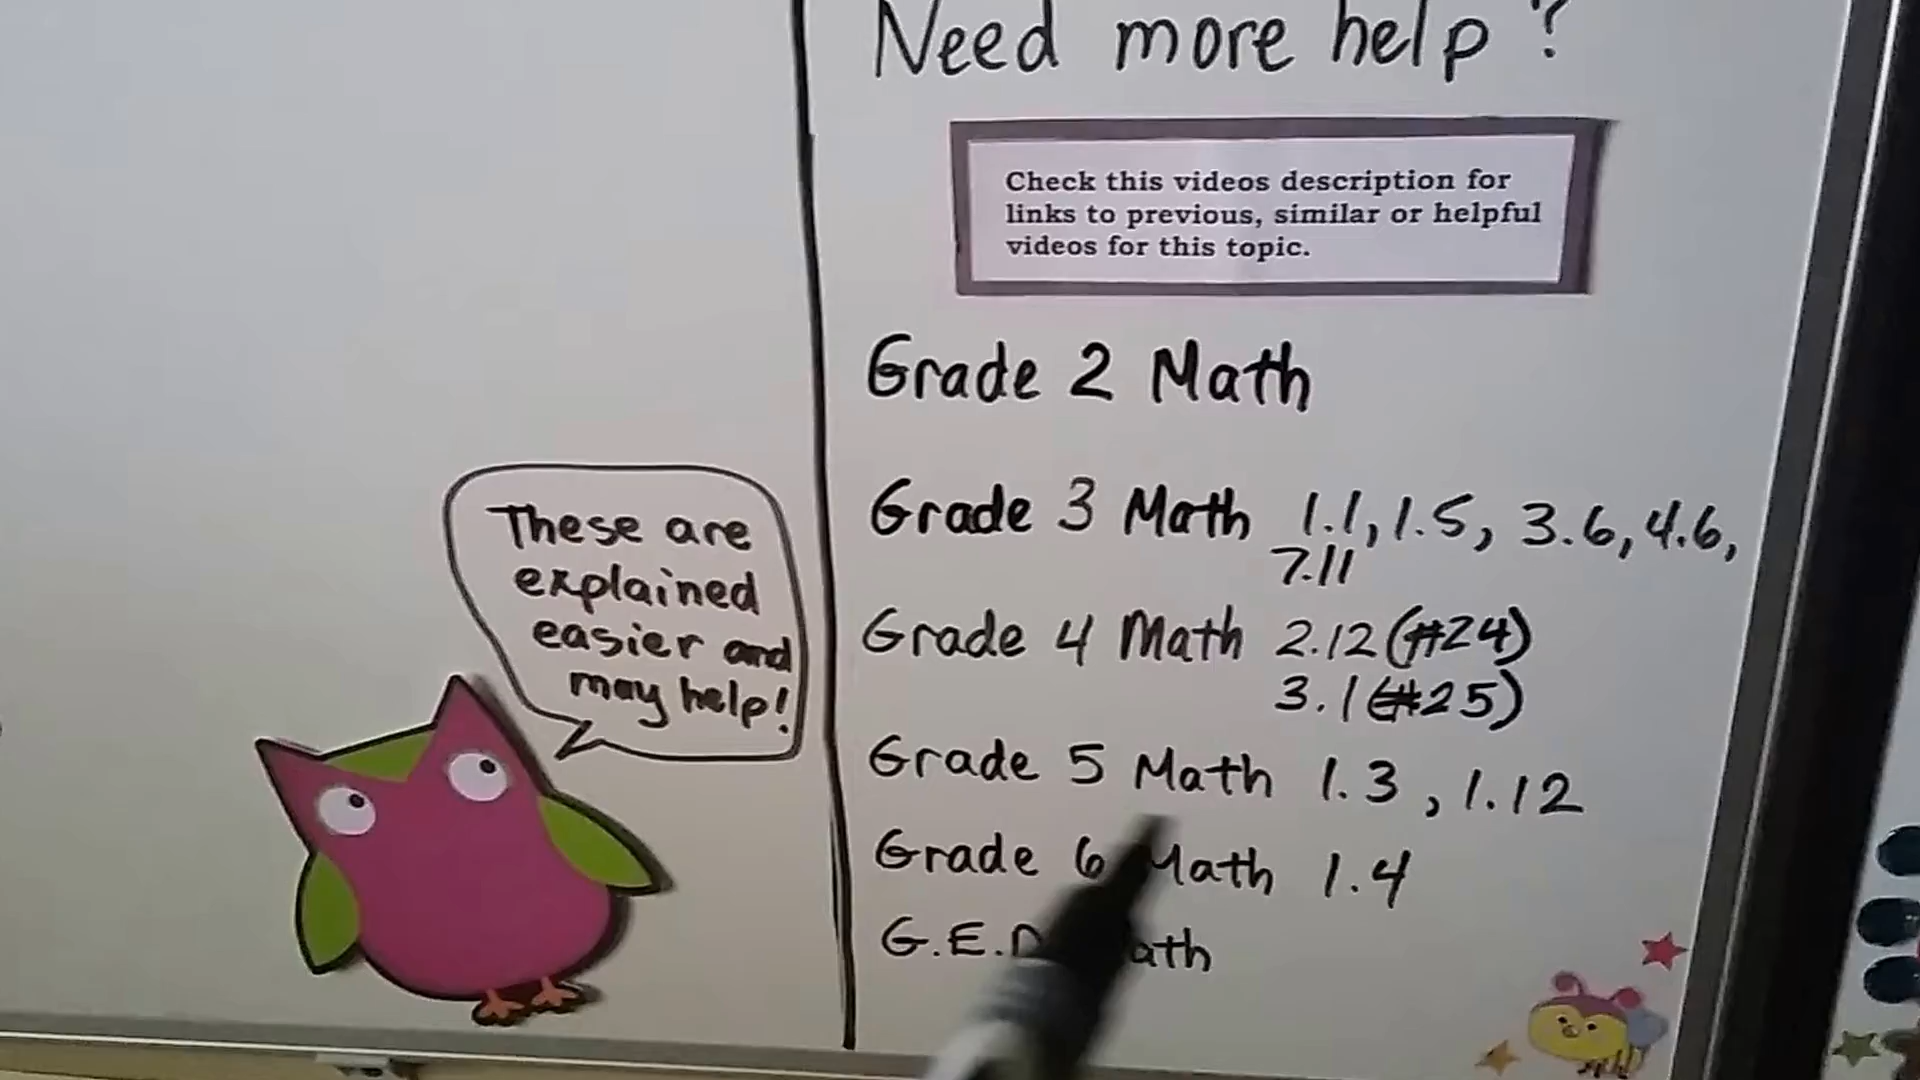 Need more help?
Check this videos description for
links to previous, similar or helpful
videos for this topic.
Grade 2 Math
Grade 3 Math 1.1, 1.5, 3.6, 4.6,
7.11
Grade 4 Math 2.12 (#24)
3.1 (#25)
Grade 5 Math 1.3, 1.12
Grade 6 Math 1.4
G.E.D
These are
explained
easier and
may help!